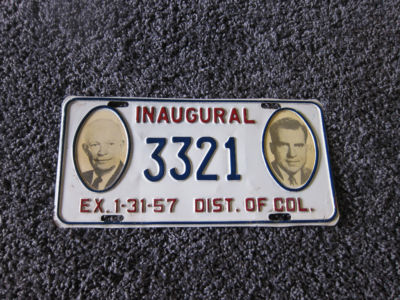 INAUGURAL
3321
EX. 1-31-57 DIST. OF COL.